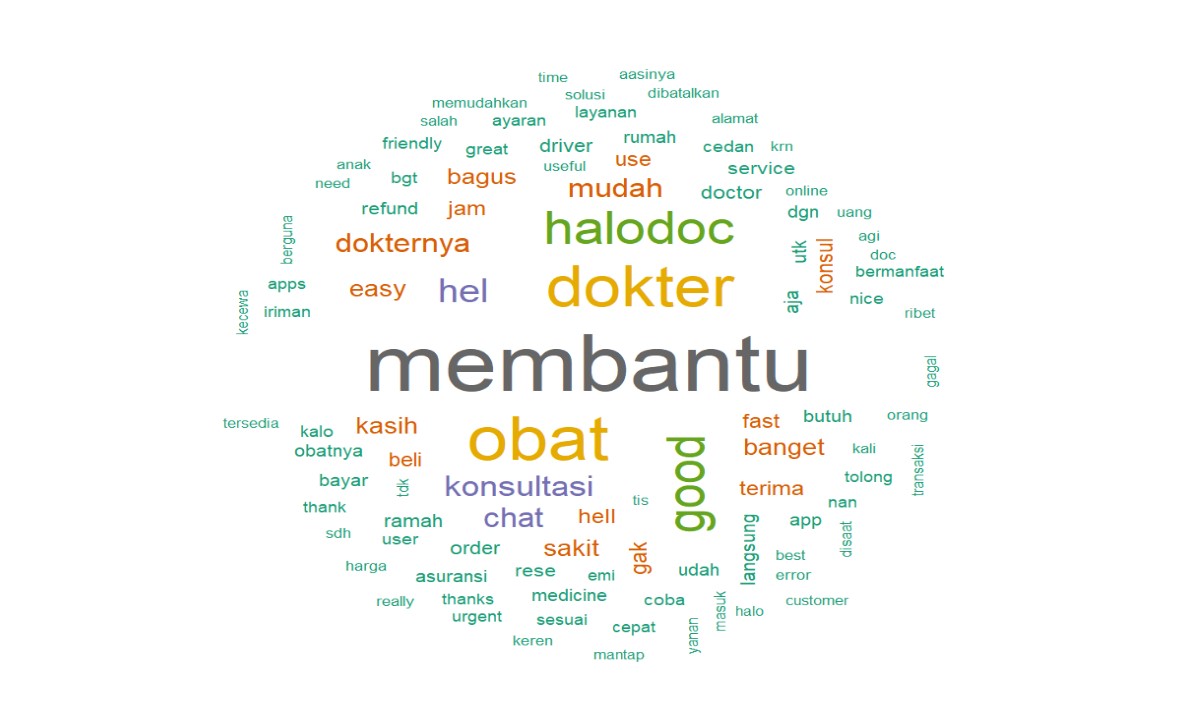 time
aasinya
solusi
dibatalkan
memudahkan
layanan
salah
ayaran
alamat
friendly
great
driver
rumah
cedan
krn
useful
use
service
anak
need
bgt
bagus
mudah
doctor
online
refund
jam
halodoc
dgn
uang
berguna
dokternya
utk
konsul
agi
doc
bermanfaat
apps
easy
hel
dokter
aja
nice
kecewa
iriman
ribet
membantu
gagal
tersedia
kalo
kasih
obat
good
fast
butuh
orang
obatnya
beli
banget
kali
transaksi
bayar
tdk
konsultasi
tis
terima
tolong
thank
nan
sdh
ramah
chat
hell
langsung
app
disaat
user
order
sakit
gak
best
harga
asuransi
rese
emi
udah
error
really
thanks
medicine
coba
masuk
halo
customer
urgent
sesuai
cepat
yanan
keren
mantap